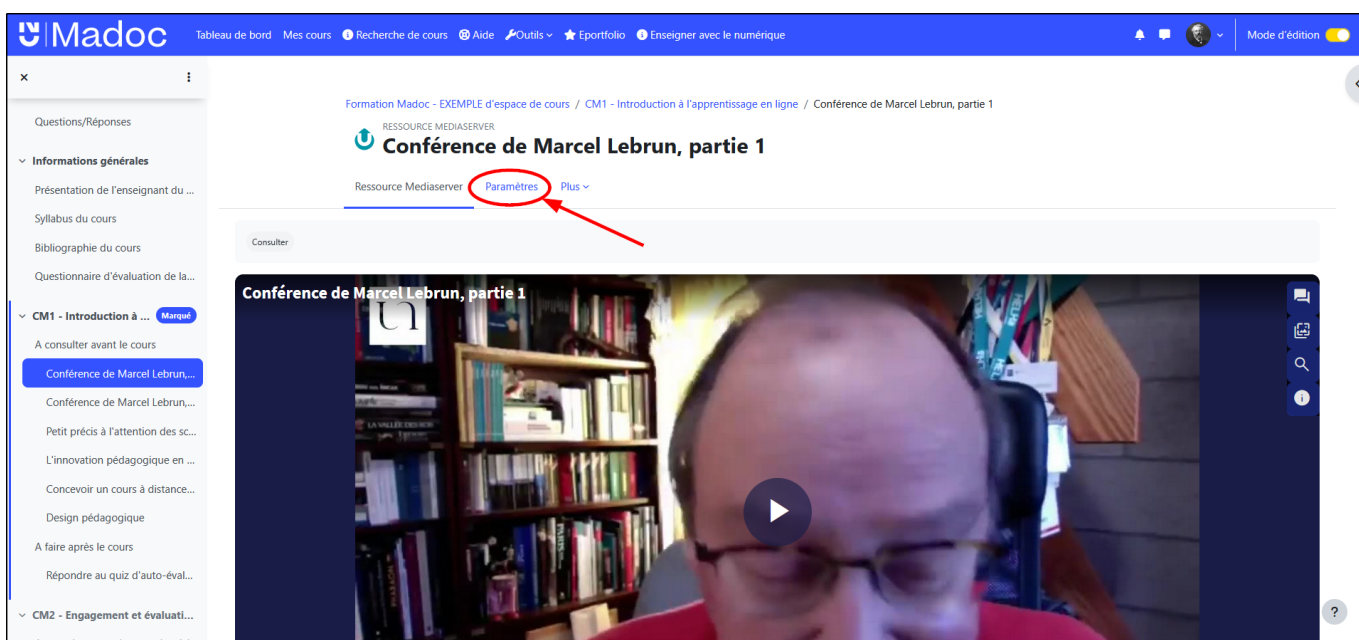 Madoc
Tableau de bord Mes cours Recherche de cours Aide Outils Eportfolio Enseigner avec le numérique Mode d'édition
Formation Madoc - EXEMPLE d'espace de cours / CM1 - Introduction à l'apprentissage en ligne / Conférence de Marcel Lebrun, partie 1
RESSOURCE MEDIASERVER
Conférence de Marcel Lebrun, partie 1
Ressource Mediaserver Paramètres Plus
Consulter
Conférence de Marcel Lebrun, partie 1
LA VALLÉE DES ROIS
Questions/Réponses
Informations générales
Présentation de l'enseignant du ...
Syllabus du cours
Bibliographie du cours
Questionnaire d'évaluation de la...
CM1 - Introduction à ... Marqué
A consulter avant le cours
Conférence de Marcel Lebrun,...
Conférence de Marcel Lebrun,...
Petit précis à l'attention des sc...
L'innovation pédagogique en ...
Concevoir un cours à distance...
Design pédagogique
A faire après le cours
Répondre au quiz d'auto-éval...
CM2 - Engagement et évaluati...
?